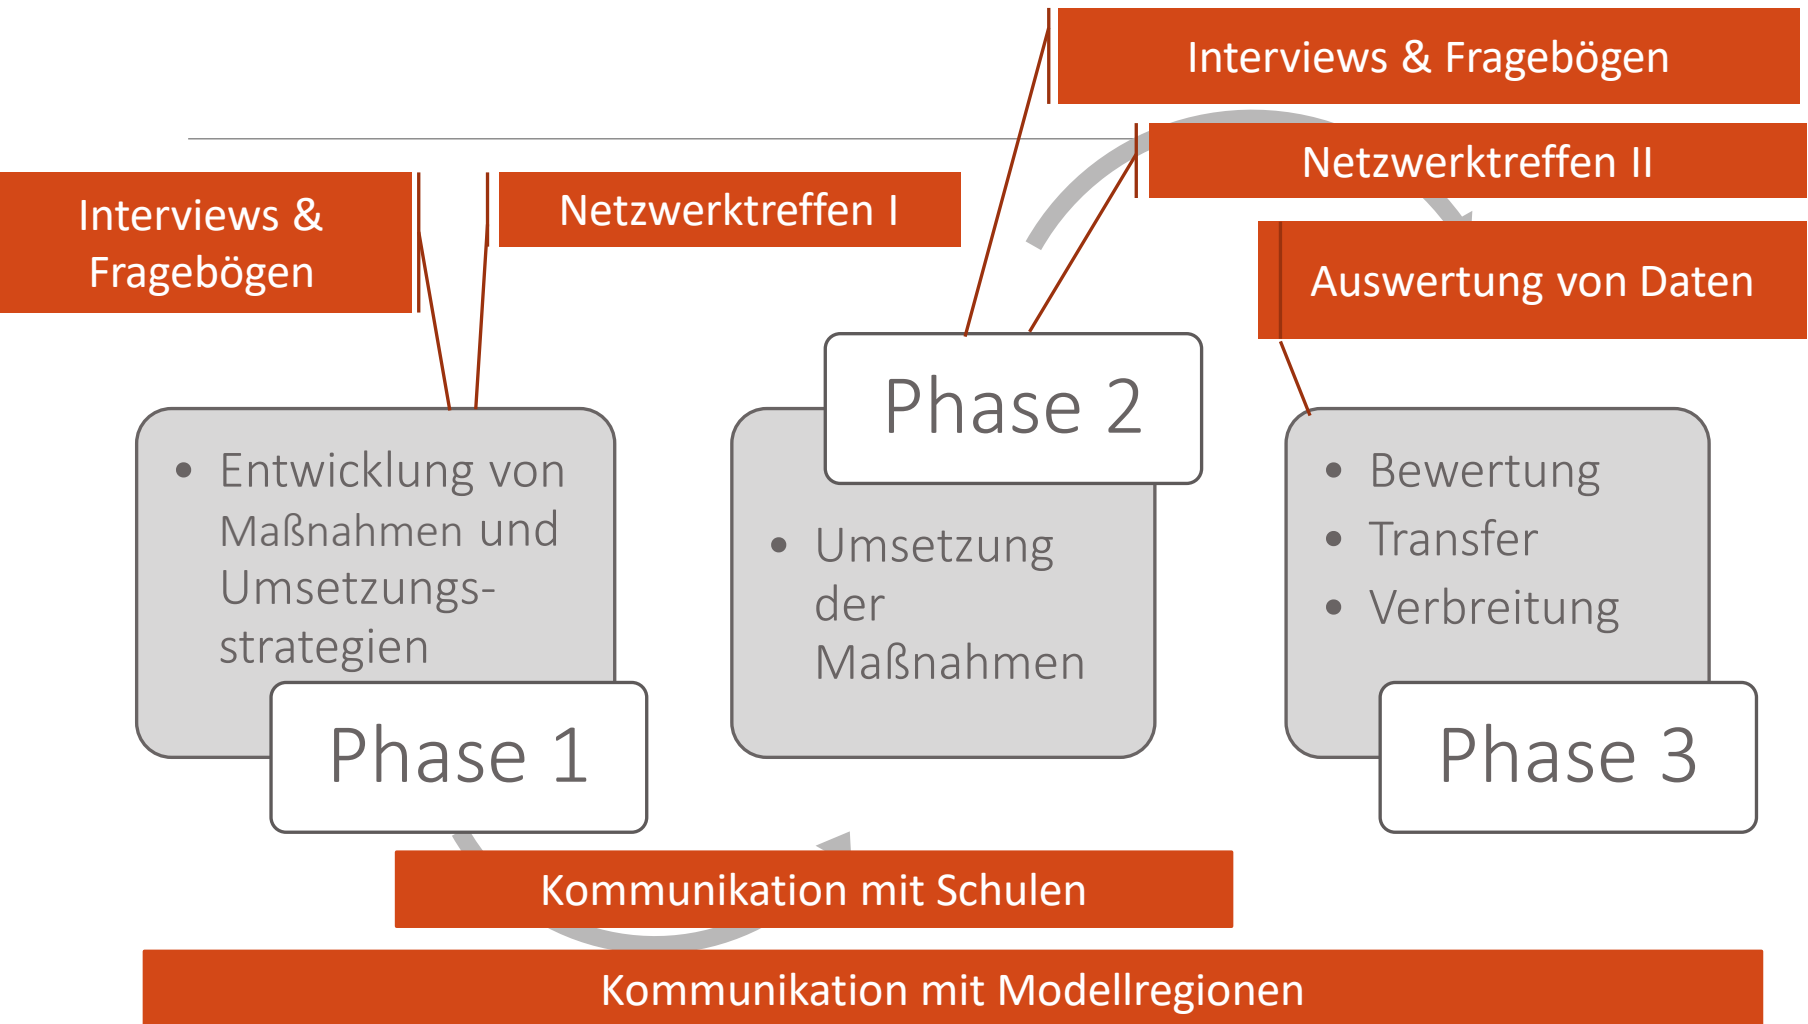 Interviews & Fragebögen
Netzwerktreffen II
Interviews &
Fragebögen
Netzwerktreffen I
Auswertung von Daten
• Entwicklung von
Maßnahmen und
Umsetzungs-
strategien
Phase 1
Phase 2
• Umsetzung
der
Maßnahmen
• Bewertung
• Transfer
• Verbreitung
Phase 3
Kommunikation mit Schulen
Kommunikation mit Modellregionen